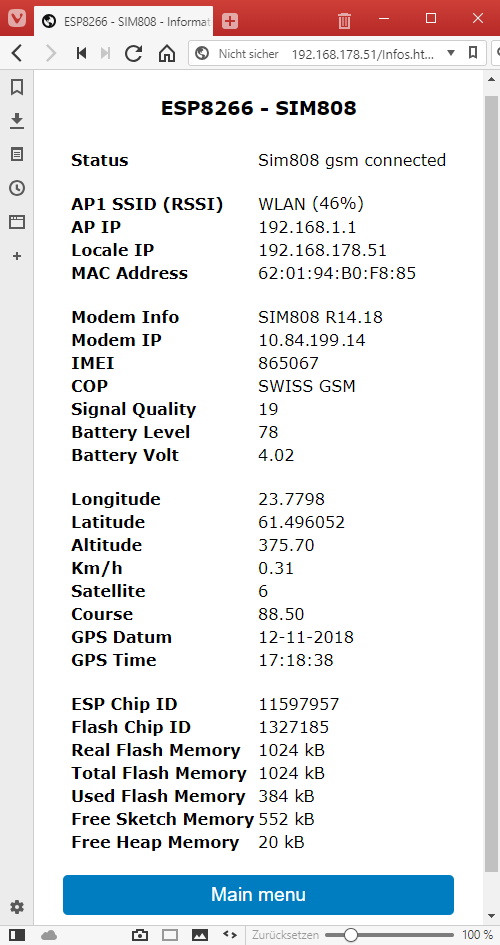 ESP8266 - SIM808 - Informat
Nicht sicher 192.168.178.51/Infos.ht...
ESP8266 - SIM808
Status Sim808 gsm connected
AP1 SSID (RSSI) WLAN (46%)
AP IP 192.168.1.1
Locale IP 192.168.178.51
MAC Address 62:01:94:B0:F8:85
Modem Info SIM808 R14.18
Modem IP 10.84.199.14
IMEI 865067
COP SWISS GSM
Signal Quality 19
Battery Level 78
Battery Volt 4.02
Longitude 23.7798
Latitude 61.496052
Altitude 375.70
Km/h 0.31
Satellite 6
Course 88.50
GPS Datum 12-11-2018
GPS Time 17:18:38
ESP Chip ID 11597957
Flash Chip ID 1327185
Real Flash Memory 1024 kB
Total Flash Memory 1024 kB
Used Flash Memory 384 kB
Free Sketch Memory 552 kB
Free Heap Memory 20 kB
Main menu
Zurücksetzen 100 %